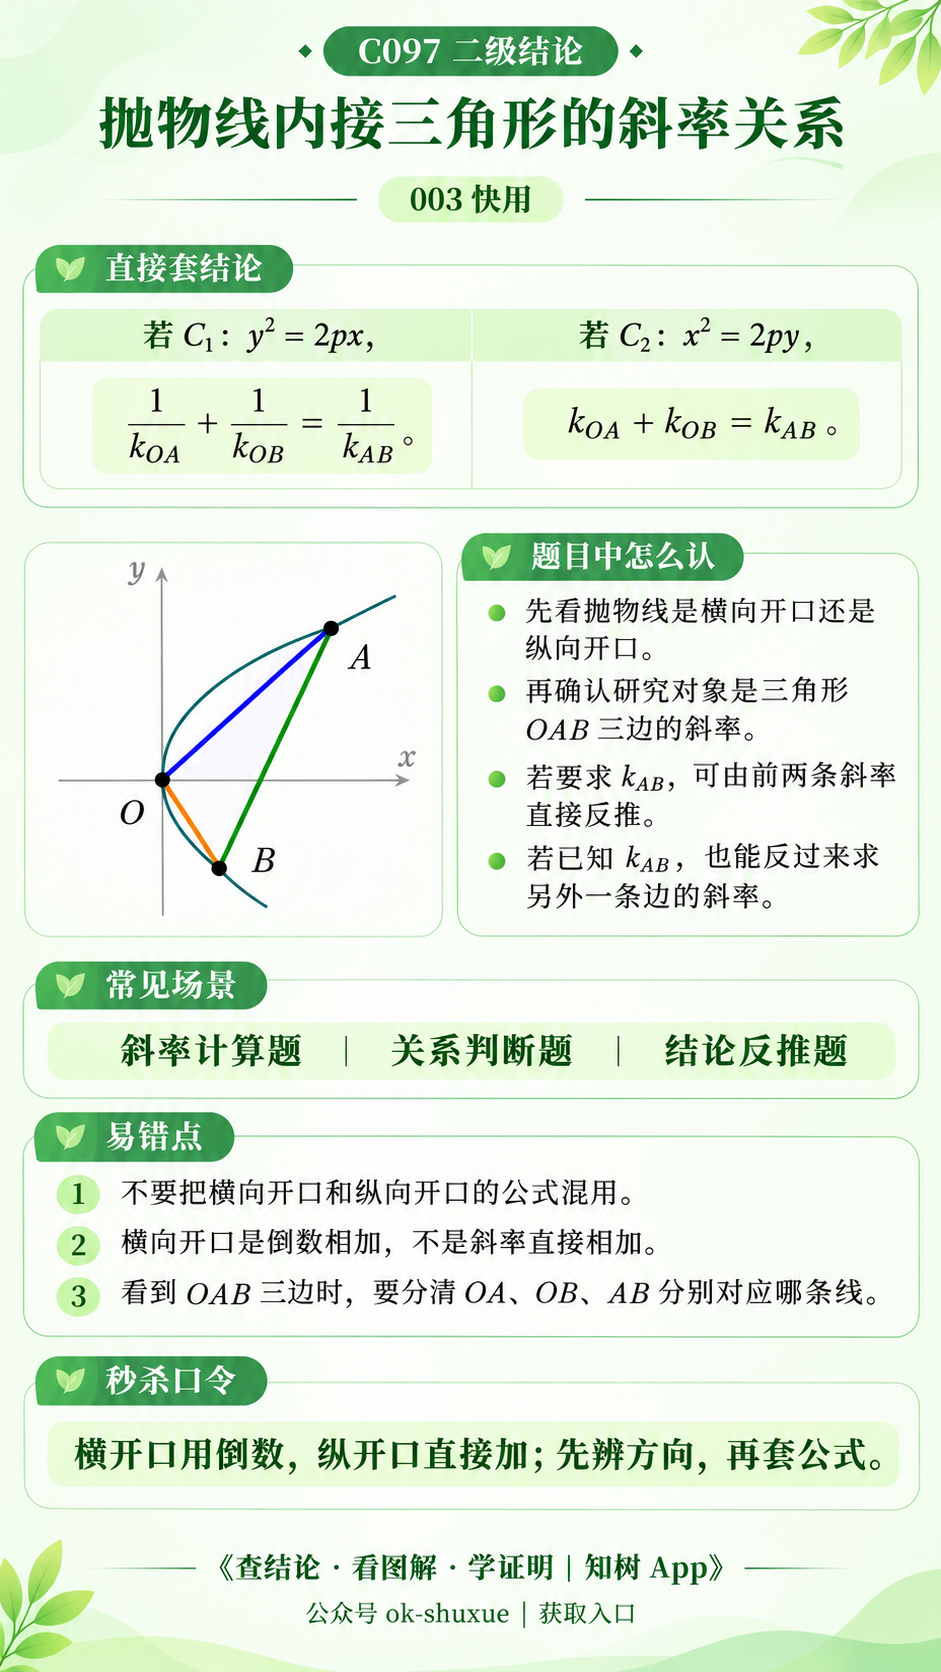 C097 二级结论
抛物线内接三角形的斜率关系
003 快用
直接套结论
若 C₁：y² = 2px，
1/k_OA + 1/k_OB = 1/k_AB。
若 C₂：x² = 2py，
k_OA + k_OB = k_AB。
y
A
x
O
B
题目中怎么认
先看抛物线是横向开口还是
纵向开口。
再确认研究对象是三角形
OAB 三边的斜率。
若要求 k_AB，可由前两条斜率
直接反推。
若已知 k_AB，也能反过来求
另外一条边的斜率。
常见场景
斜率计算题 | 关系判断题 | 结论反推题
易错点
1 不要把横向开口和纵向开口的公式混用。
2 横向开口是倒数相加，不是斜率直接相加。
3 看到 OAB 三边时，要分清 OA、OB、AB 分别对应哪条线。
秒杀口令
横开口用倒数，纵开口直接加；先辨方向，再套公式。
《查结论 · 看图解 · 学证明 | 知树 App》
公众号 ok-shuxue | 获取入口